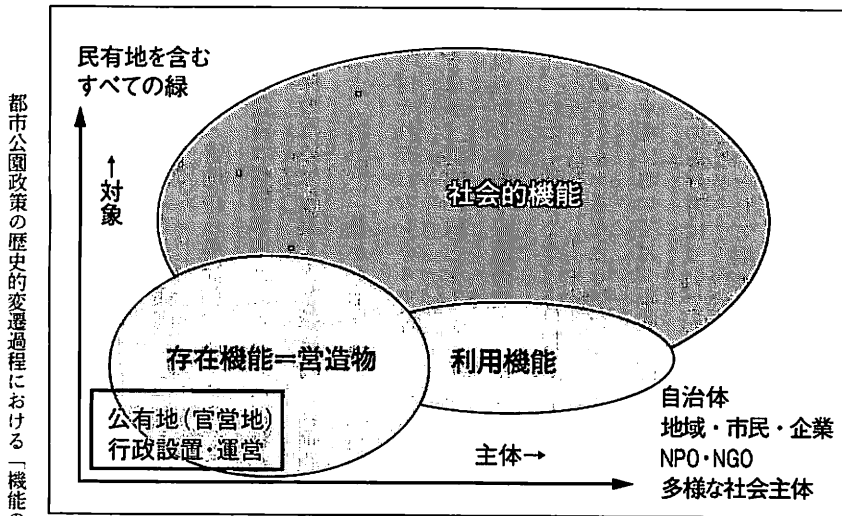 都市公園政策の歴史的変遷過程における「機能の
民有地を含む
すべての緑
↑対象
社会的機能
存在機能=営造物
利用機能
公有地(官営地)
行政設置・運営
主体→
自治体
地域・市民・企業
NPO・NGO
多様な社会主体